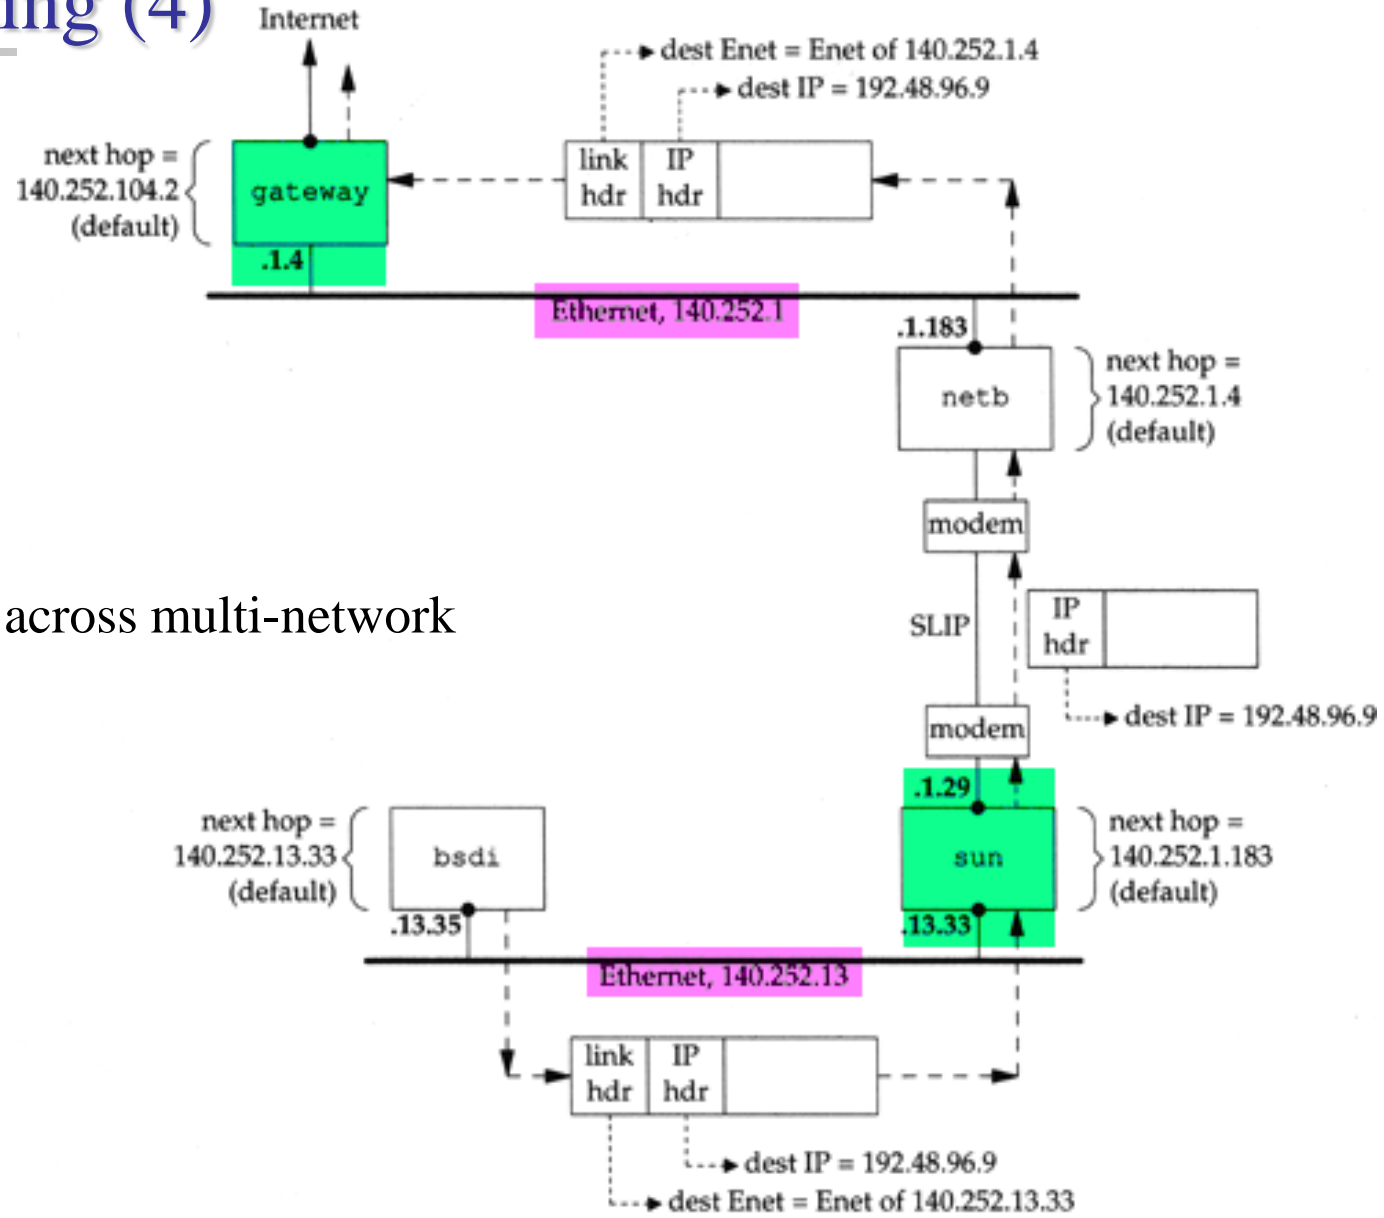 ing (4)
Internet
dest Enet = Enet of 140.252.1.4
dest IP = 192.48.96.9
next hop =
140.252.104.2
(default)
gateway
.1.4
link
hdr
IP
hdr
Ethernet, 140.252.1
.1.183
netb
next hop =
140.252.1.4
(default)
modem
across multi-network
SLIP
IP
hdr
dest IP = 192.48.96.9
modem
.1.29
next hop =
140.252.13.33
(default)
bsdi
.13.35
sun
.13.33
next hop =
140.252.1.183
(default)
Ethernet, 140.252.13
link
hdr
IP
hdr
dest IP = 192.48.96.9
dest Enet = Enet of 140.252.13.33